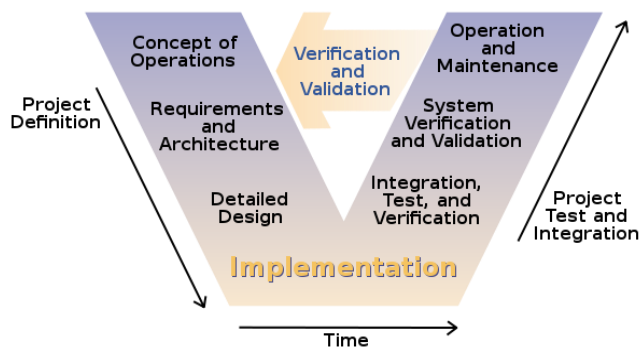 Concept of
Operations
Verification
and
Validation
Operation
and
Maintenance
Project
Definition
Requirements
and
Architecture
System
Verification
and Validation
Detailed
Design
Integration,
Test, and
Verification
Project
Test and
Integration
Implementation
Time